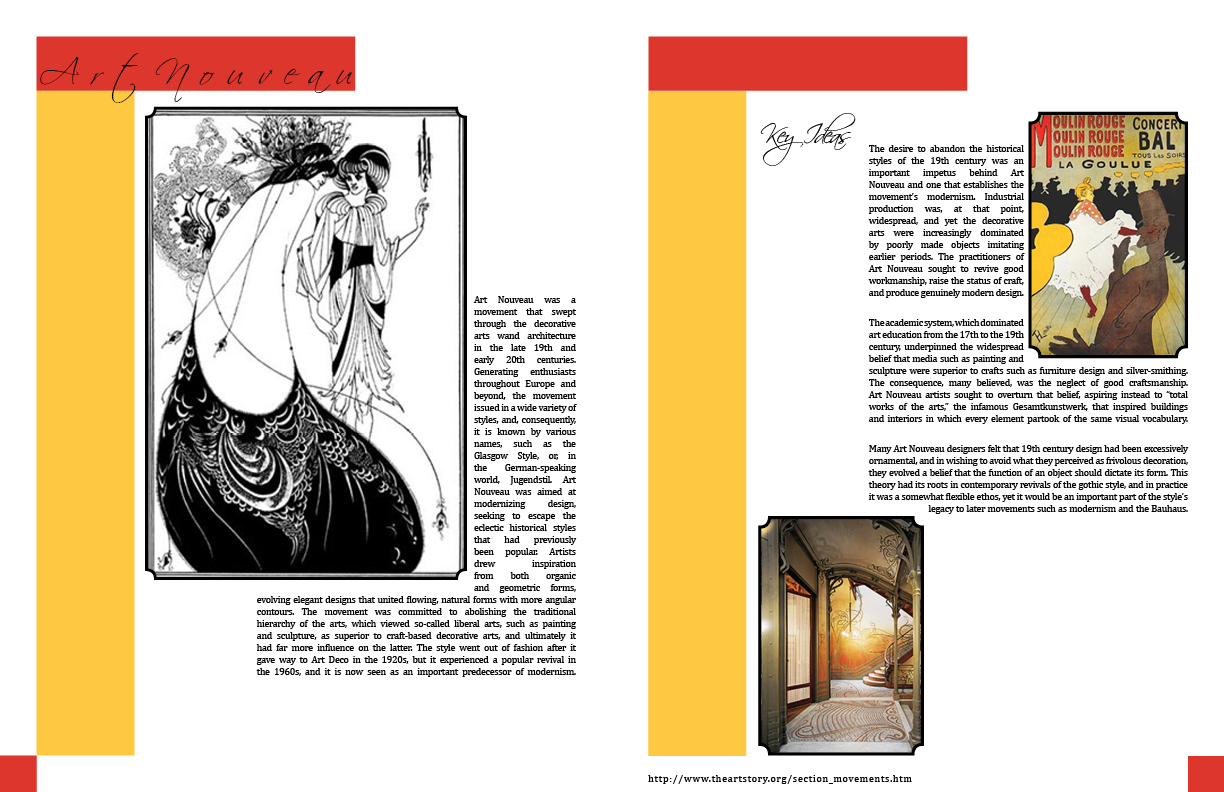 Art Nouveau
Art Nouveau was a
movement that swept
through the decorative
arts wand architecture
in the late 19th and
early 20th centuries.
Generating enthusiasts
throughout Europe and
beyond, the movement
issued in a wide variety of
styles, and, consequently,
it is known by various
names, such as the
Glasgow Style, or, in
the German-speaking
world, Jugendstil. Art
Nouveau was aimed at
modernizing design,
seeking to escape the
eclectic historical styles
that had previously
been popular. Artists
drew inspiration
from both organic
and geometric forms,
evolving elegant designs that united flowing, natural forms with more angular
contours. The movement was committed to abolishing the traditional
hierarchy of the arts, which viewed so-called liberal arts, such as painting
and sculpture, as superior to craft-based decorative arts, and ultimately it
had far more influence on the latter. The style went out of fashion after it
gave way to Art Deco in the 1920s, but it experienced a popular revival in
the 1960s, and it is now seen as an important predecessor of modernism.
Key Ideas
The desire to abandon the historical
styles of the 19th century was an
important impetus behind Art
Nouveau and one that establishes the
movement's modernism. Industrial
production was, at that point,
widespread, and yet the decorative
arts were increasingly dominated
by poorly made objects imitating
earlier periods. The practitioners of
Art Nouveau sought to revive good
workmanship, raise the status of craft,
and produce genuinely modern design.
The academic system, which dominated
art education from the 17th to the 19th
century, underpinned the widespread
belief that media such as painting and
sculpture were superior to crafts such as furniture design and silver-smithing.
The consequence, many believed, was the neglect of good craftsmanship.
Art Nouveau artists sought to overturn that belief, aspiring instead to "total
works of the arts," the infamous Gesamtkunstwerk, that inspired buildings
and interiors in which every element partook of the same visual vocabulary.
Many Art Nouveau designers felt that 19th century design had been excessively
ornamental, and in wishing to avoid what they perceived as frivolous decoration,
they evolved a belief that the function of an object should dictate its form. This
theory had its roots in contemporary revivals of the gothic style, and in practice
it was a somewhat flexible ethos, yet it would be an important part of the style's
legacy to later movements such as modernism and the Bauhaus.
MOULIN ROUGE CONCERT
MOULIN ROUGE BAL
MOULIN ROUGE TOUS LES SOIRS
LA GOULUE
http://www.theartstory.org/section_movements.htm